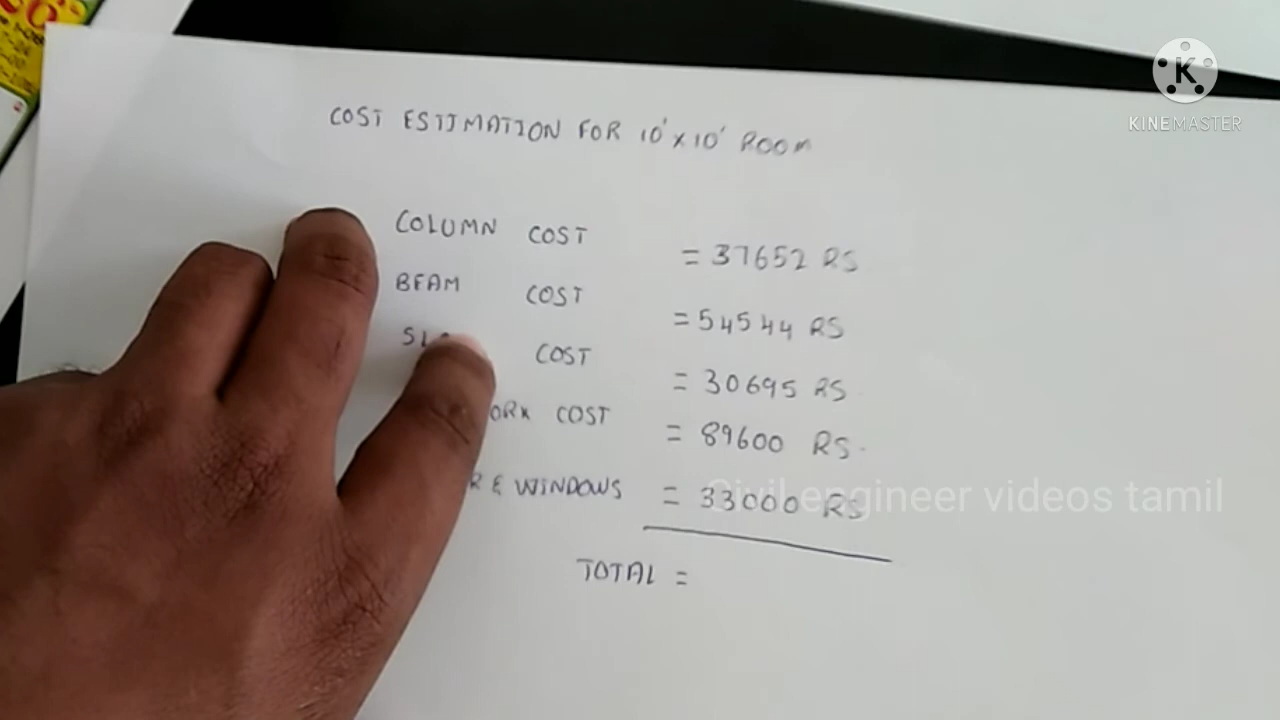 COST ESTIMATION FOR 10'x10' ROOM
COLUMN COST = 37652 RS
BEAM COST = 54544 RS
COST = 30695 RS
COST = 89600 RS.
& WINDOWS = 33000 RS
TOTAL =
K
KINEMASTER
Civil engineer videos tamil